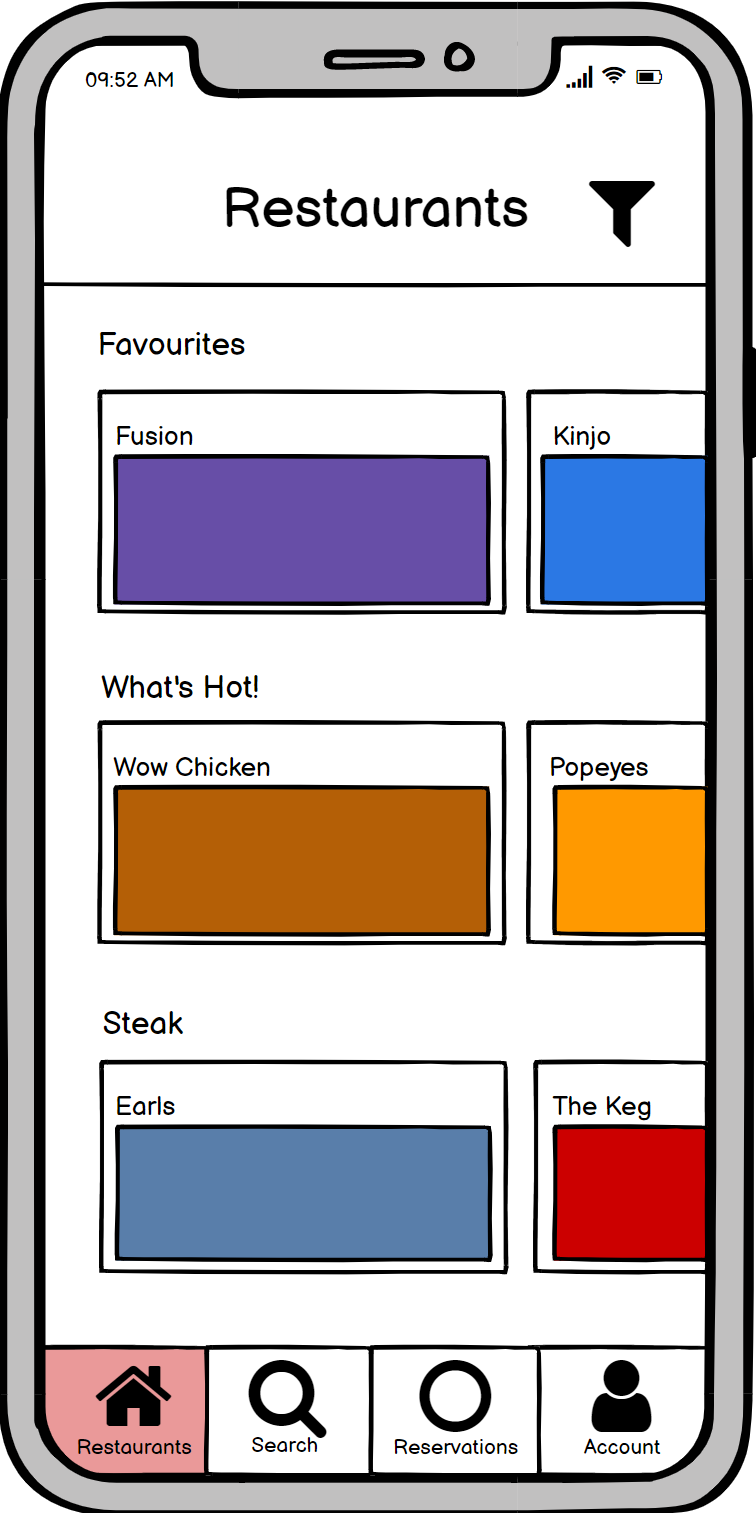 09:52 AM
Restaurants
Favourites
Fusion
Kinjo
What's Hot!
Wow Chicken
Popeyes
Steak
Earls
The Keg
Restaurants
Search
Reservations
Account